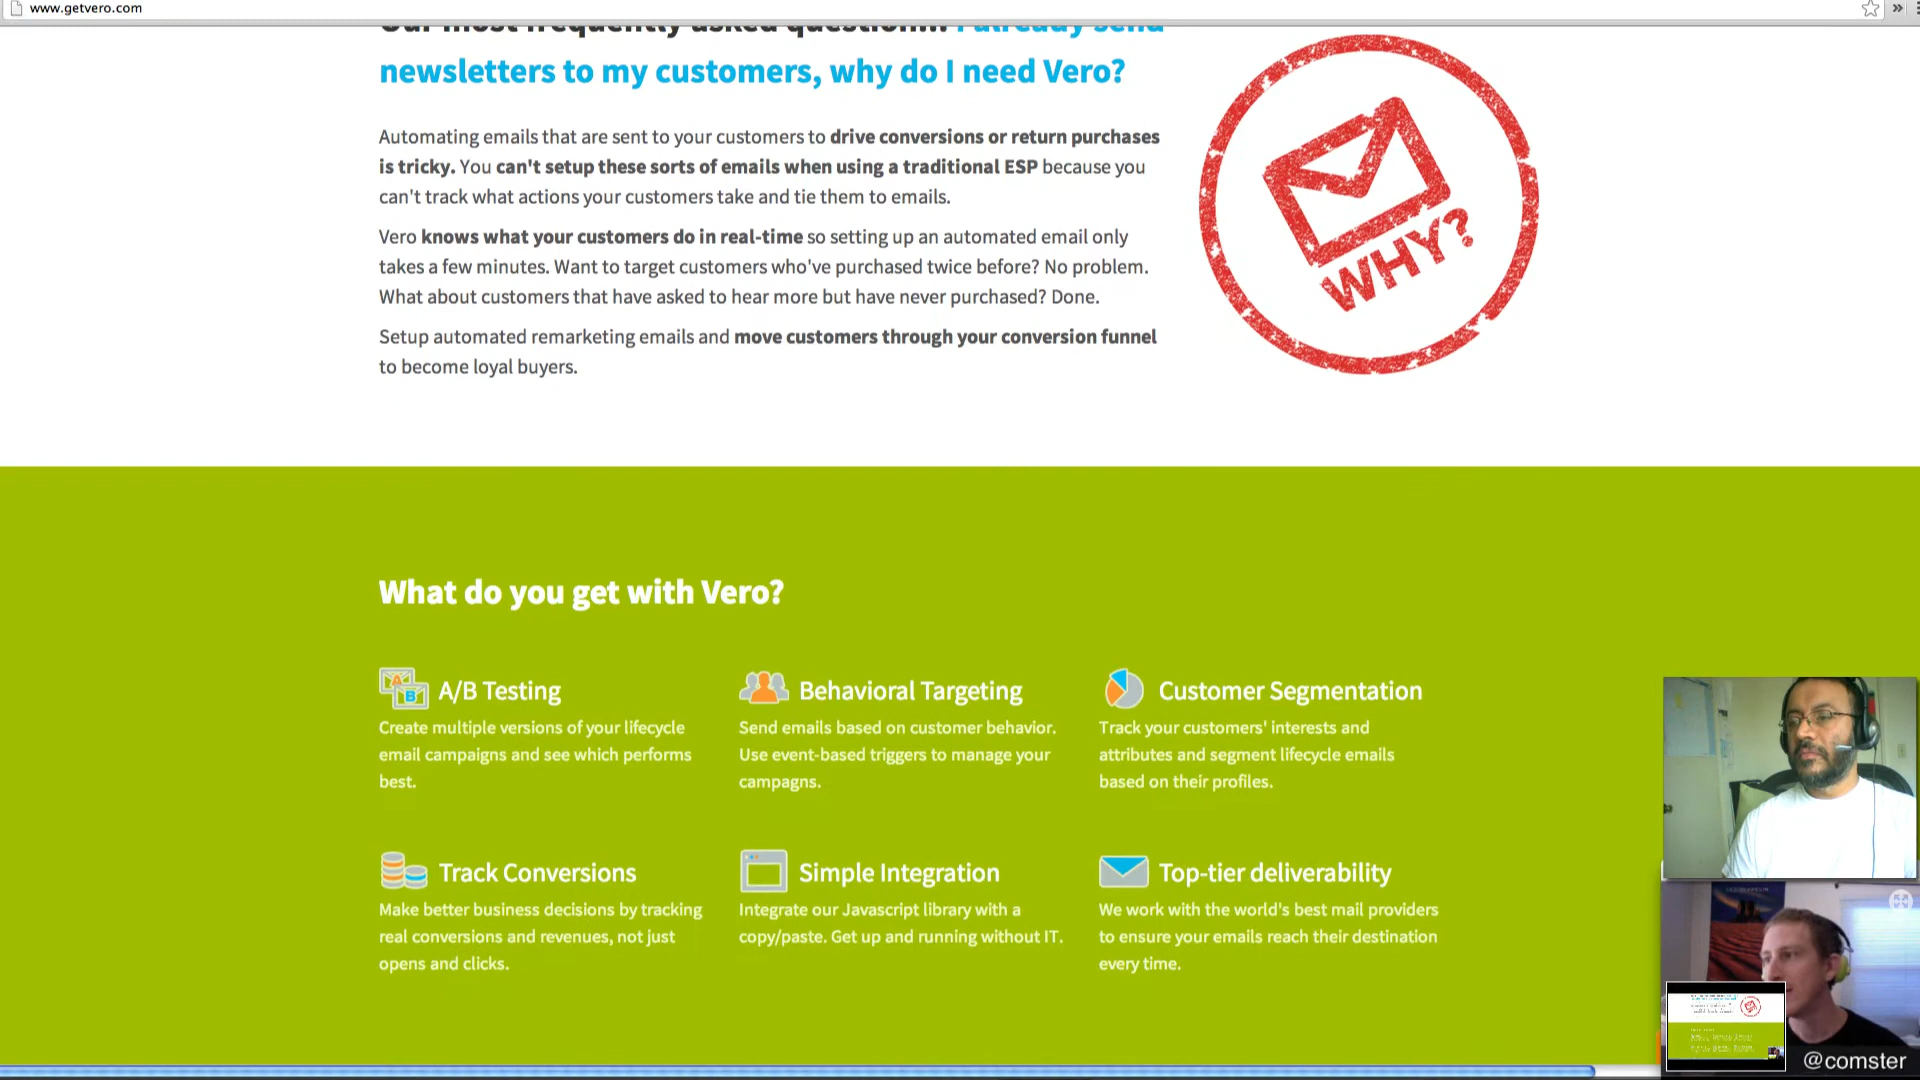 www.getvero.com
Our most frequently asked question... I already send
newsletters to my customers, why do I need Vero?
Automating emails that are sent to your customers to drive conversions or return purchases
is tricky. You can't setup these sorts of emails when using a traditional ESP because you
can't track what actions your customers take and tie them to emails.
Vero knows what your customers do in real-time so setting up an automated email only
takes a few minutes. Want to target customers who've purchased twice before? No problem.
What about customers that have asked to hear more but have never purchased? Done.
Setup automated remarketing emails and move customers through your conversion funnel
to become loyal buyers.
WHY?
What do you get with Vero?
A/B Testing
Create multiple versions of your lifecycle
email campaigns and see which performs
best.
Behavioral Targeting
Send emails based on customer behavior.
Use event-based triggers to manage your
campagns.
Customer Segmentation
Track your customers' interests and
attributes and segment lifecycle emails
based on their profiles.
Track Conversions
Make better business decisions by tracking
real conversions and revenues, not just
opens and clicks.
Simple Integration
Integrate our Javascript library with a
copy/paste. Get up and running without IT.
Top-tier deliverability
We work with the world's best mail providers
to ensure your emails reach their destination
every time.
@comster